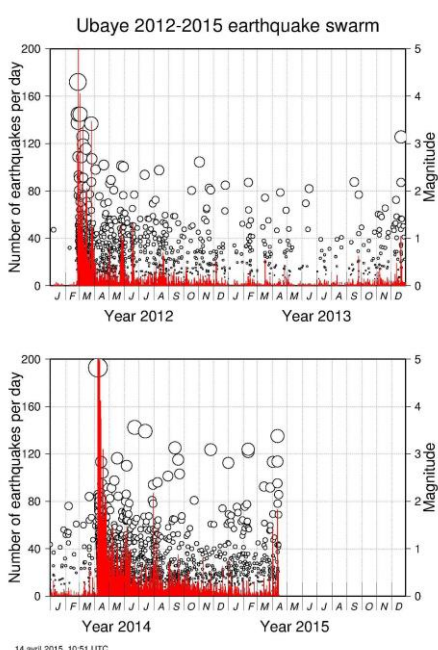 Ubaye 2012-2015 earthquake swarm
Number of earthquakes per day
200
160
120
80
40
0
5
4
3
2
1
0
Magnitude
J F M A M J J A S O N D J F M A M J J A S O N D
Year 2012 Year 2013
Number of earthquakes per day
200
160
120
80
40
0
5
4
3
2
1
0
Magnitude
J F M A M J J A S O N D J F M A M J J A S O N D
Year 2014 Year 2015
14 avril 2015, 10:51 UTC